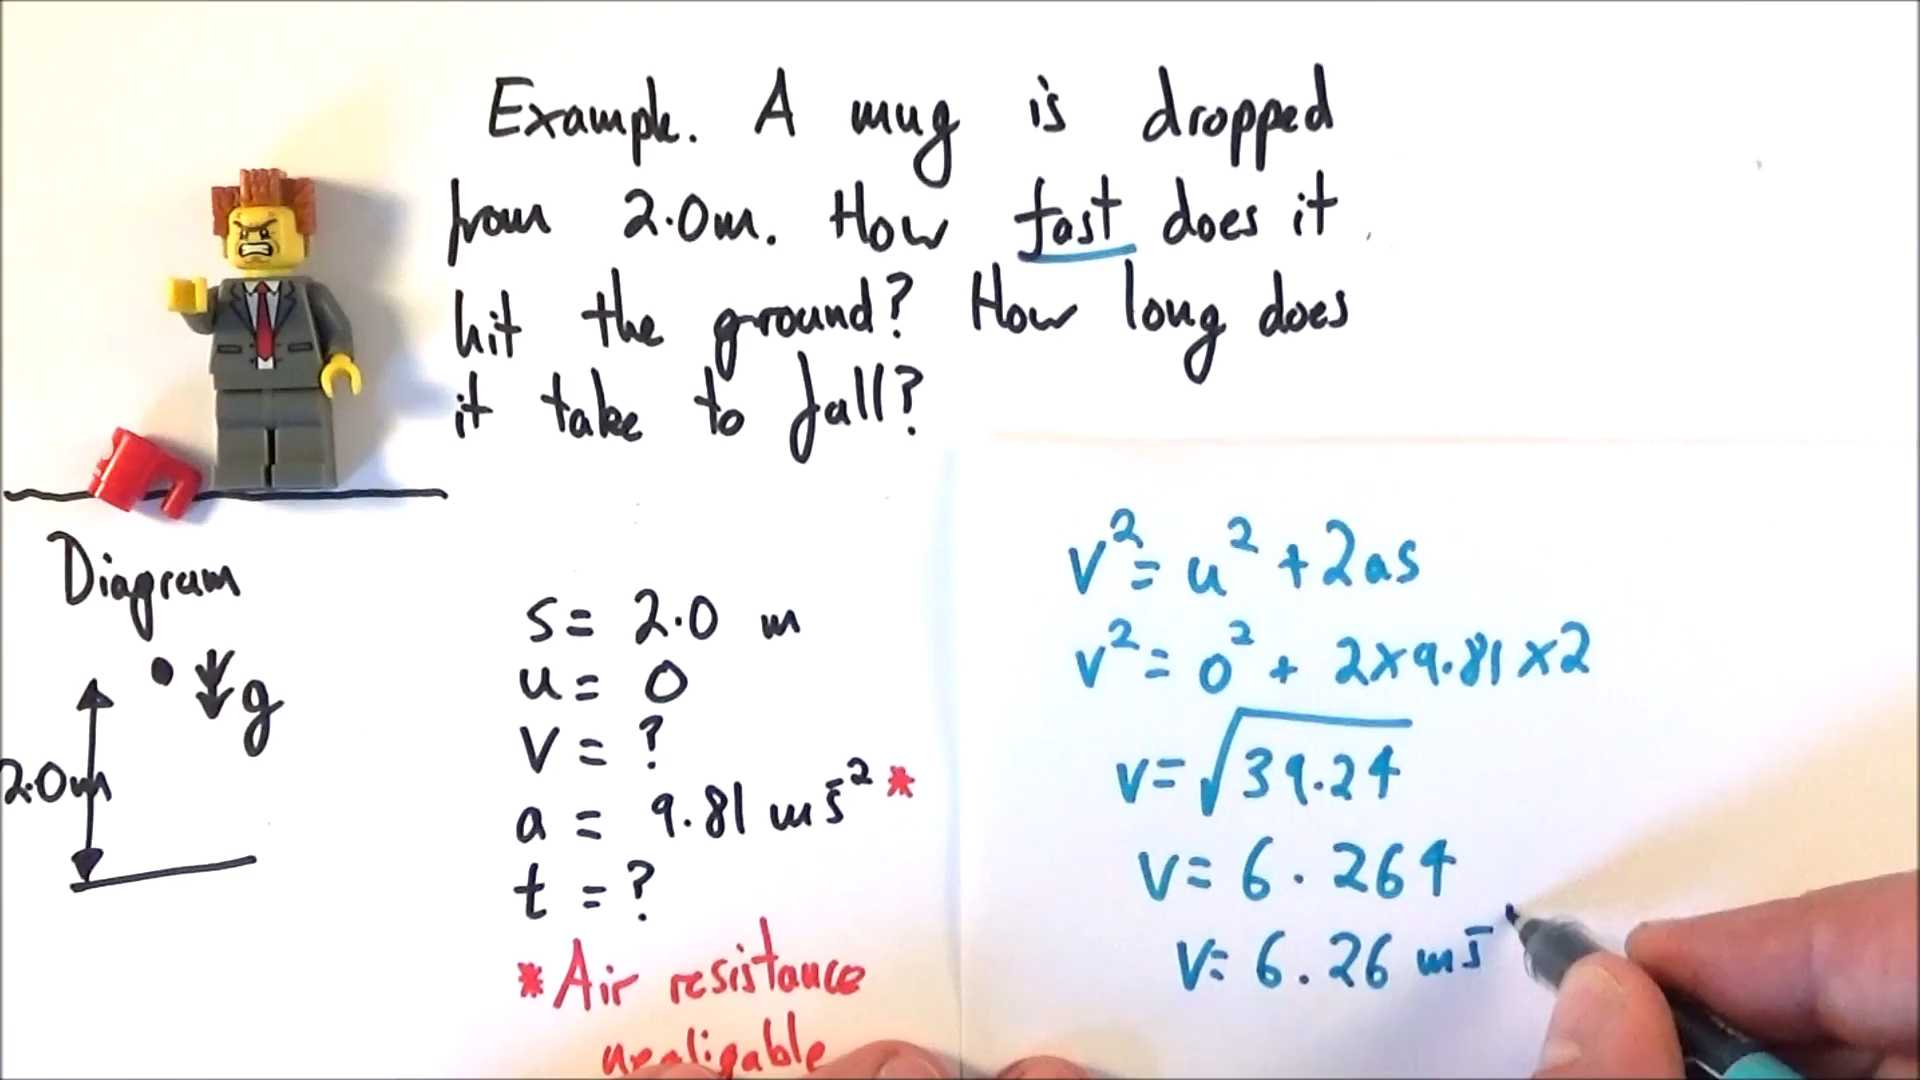 Example. A mug is dropped
from 2.0m. How fast does it
hit the ground? How long does
it take to fall?
Diagram
g
2.0m
s = 2.0 m
u = 0
v = ?
a = 9.81 ms⁻² *
t = ?
* Air resistance
negligable
v² = u² + 2as
v² = 0² + 2×9.81×2
v = √39.24
v = 6.264
v = 6.26 ms⁻